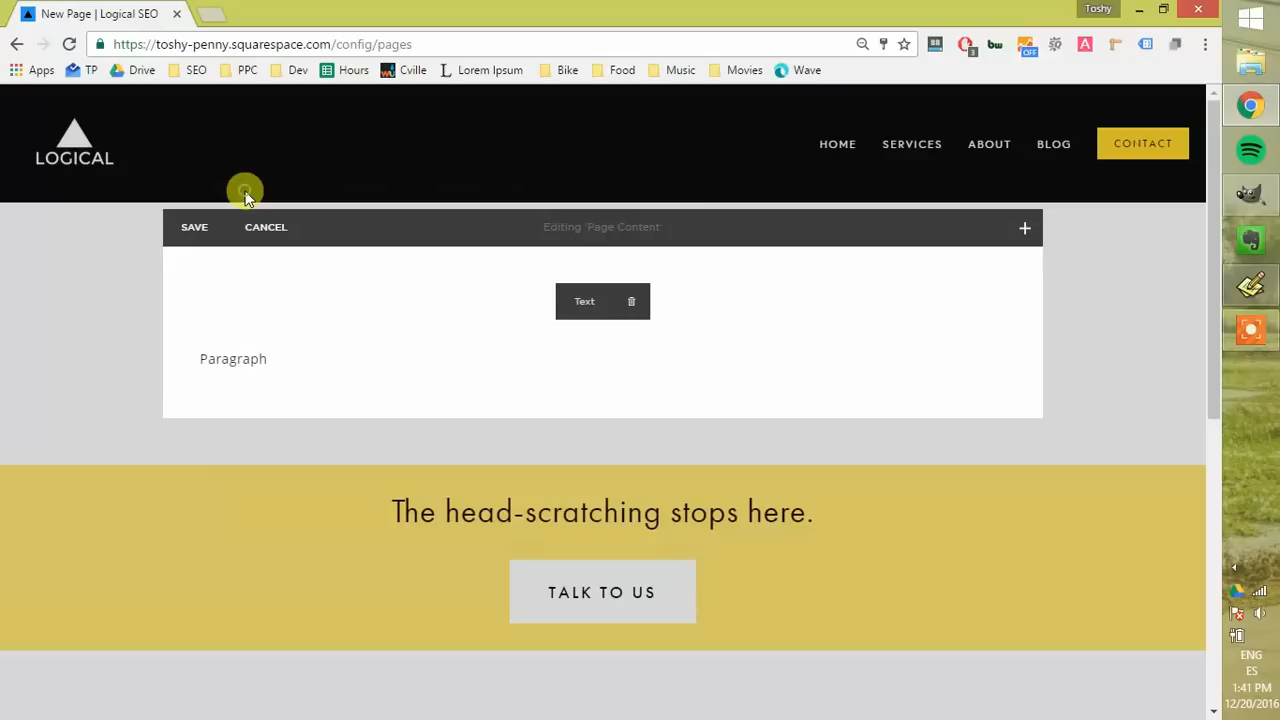 New Page | Logical SEO
Toshy
https://toshy-penny.squarespace.com/config/pages
Apps TP Drive SEO PPC Dev Hours Cville Lorem Ipsum Bike Food Music Movies Wave
LOGICAL
HOME SERVICES ABOUT BLOG CONTACT
SAVE CANCEL Editing 'Page Content'
Text
Paragraph
The head-scratching stops here.
TALK TO US
ENG
ES
1:41 PM
12/20/2016